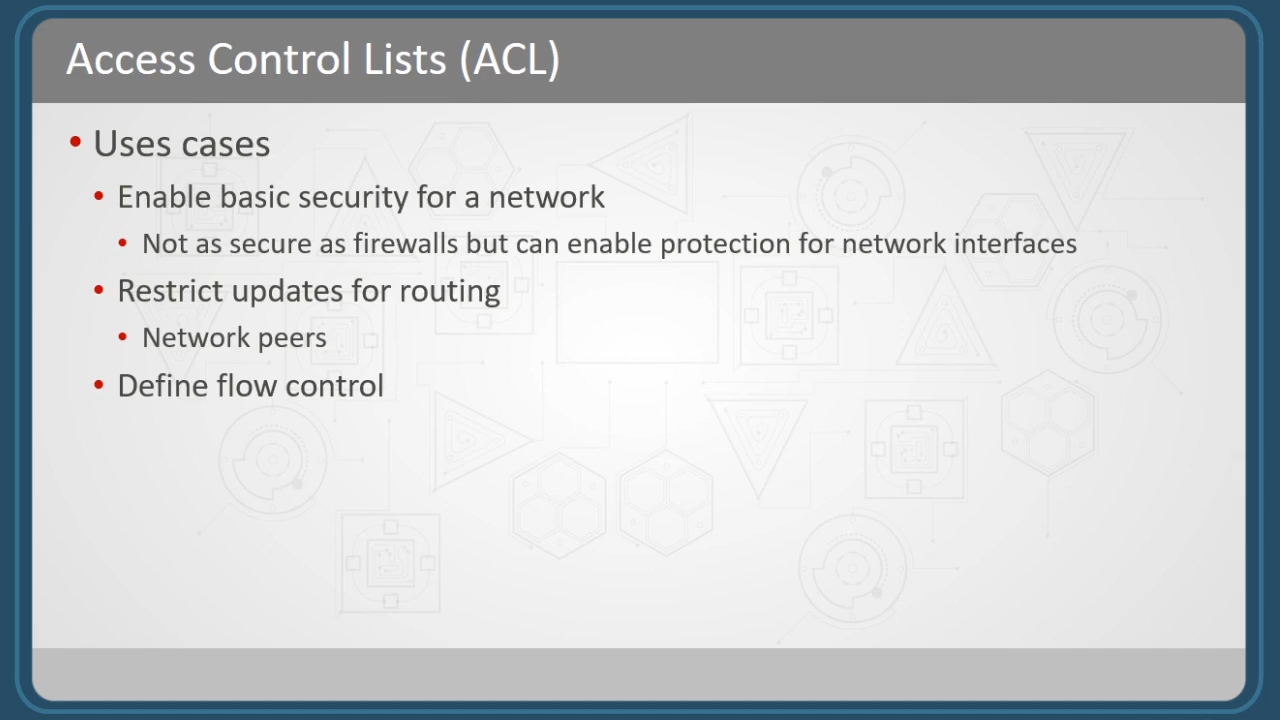 Access Control Lists (ACL)
• Uses cases
• Enable basic security for a network
• Not as secure as firewalls but can enable protection for network interfaces
• Restrict updates for routing
• Network peers
• Define flow control